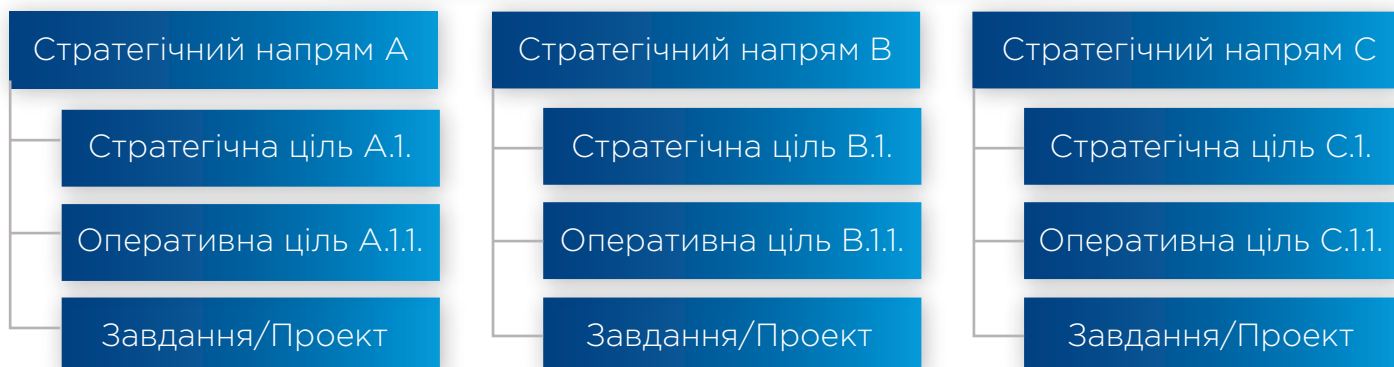 Стратегічний напрям А
Стратегічна ціль А.1.
Оперативна ціль А.1.1.
Завдання/Проект
Стратегічний напрям В
Стратегічна ціль В.1.
Оперативна ціль В.1.1.
Завдання/Проект
Стратегічний напрям С
Стратегічна ціль С.1.
Оперативна ціль С.1.1.
Завдання/Проект